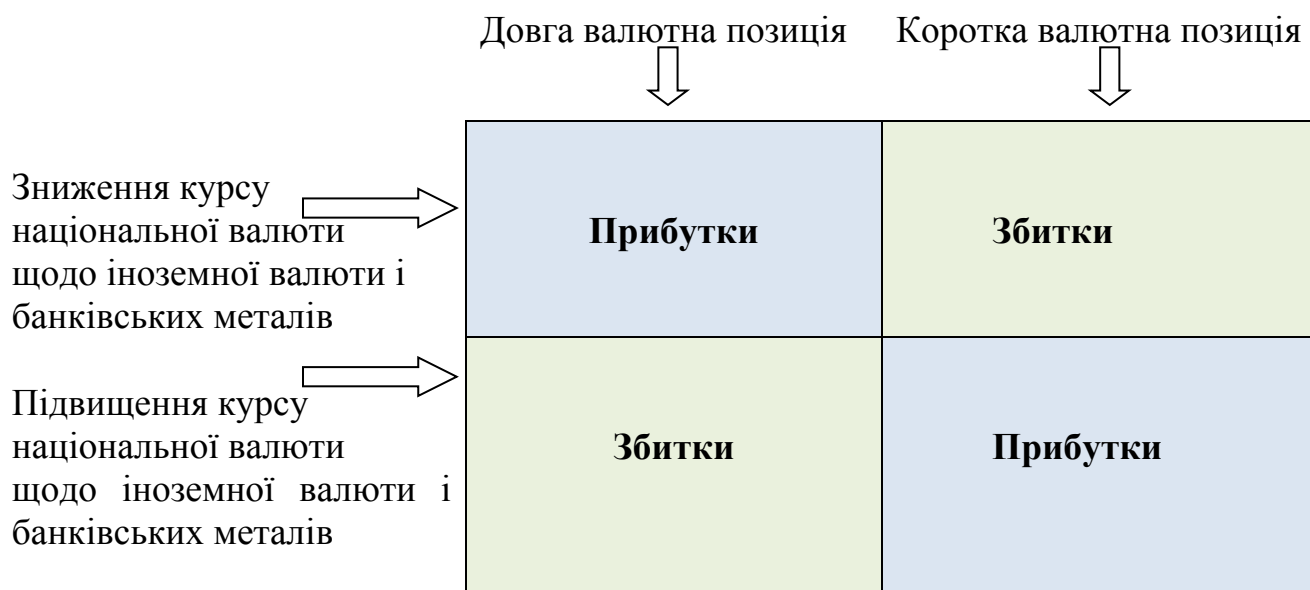 Довга валютна позиція Коротка валютна позиція
Зниження курсу
національної валюти
щодо іноземної валюти і
банківських металів
Прибутки Збитки
Підвищення курсу
національної валюти
щодо іноземної валюти і
банківських металів
Збитки Прибутки